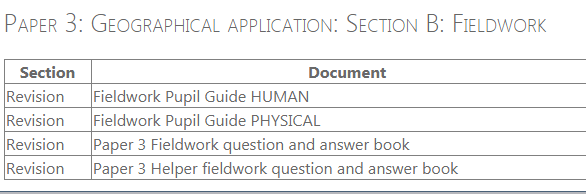 Paper 3: Geographical application: Section B: Fieldwork
Section Document
Revision Fieldwork Pupil Guide HUMAN
Revision Fieldwork Pupil Guide PHYSICAL
Revision Paper 3 Fieldwork question and answer book
Revision Paper 3 Helper fieldwork question and answer book